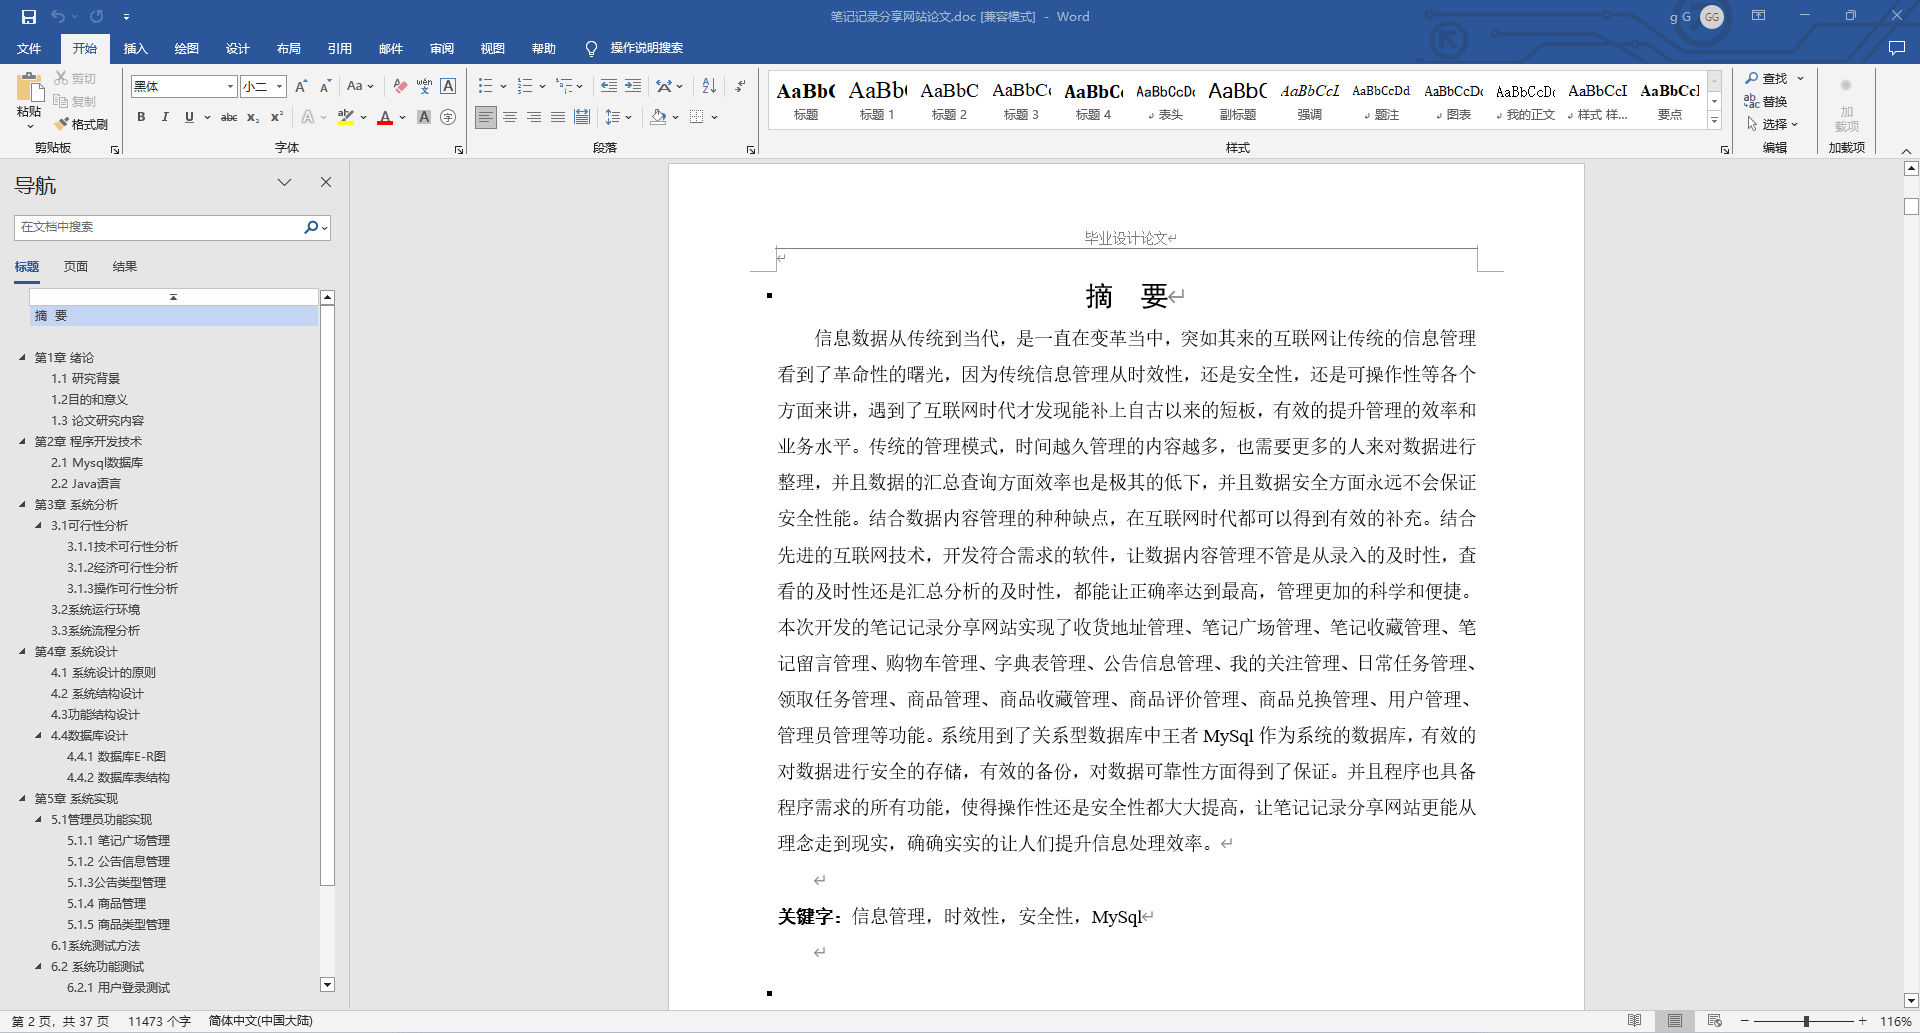 笔记记录分享网站论文.doc [兼容模式] - Word
g G
GG
文件 开始 插入 绘图 设计 布局 引用 邮件 审阅 视图 帮助 操作说明搜索
粘贴
剪切
复制
格式刷
剪贴板
黑体 小二
字体
段落
AaBbC 标题
AaBb( 标题 1
AaBbC 标题 2
AaBbC 标题 3
AaBbC 标题 4
AaBbCcDc 表头
AaBbC 副标题
AaBbCcL 强调
AaBbCcDd 题注
AaBbCcDc 图表
AaBbCcDc 我的正文
AaBbCcI 样式 样...
AaBbCcI 要点
样式
查找
替换
选择
编辑
加
载项
加载项
导航
在文档中搜索
标题 页面 结果
摘 要
第1章 绪论
1.1 研究背景
1.2目的和意义
1.3 论文研究内容
第2章 程序开发技术
2.1 Mysql数据库
2.2 Java语言
第3章 系统分析
3.1可行性分析
3.1.1技术可行性分析
3.1.2经济可行性分析
3.1.3操作可行性分析
3.2系统运行环境
3.3系统流程分析
第4章 系统设计
4.1 系统设计的原则
4.2 系统结构设计
4.3功能结构设计
4.4数据库设计
4.4.1 数据库E-R图
4.4.2 数据库表结构
第5章 系统实现
5.1管理员功能实现
5.1.1 笔记广场管理
5.1.2 公告信息管理
5.1.3公告类型管理
5.1.4 商品管理
5.1.5 商品类型管理
6.1系统测试方法
6.2 系统功能测试
6.2.1 用户登录测试
毕业设计论文
摘 要
信息数据从传统到当代，是一直在变革当中，突如其来的互联网让传统的信息管理
看到了革命性的曙光，因为传统信息管理从时效性，还是安全性，还是可操作性等各个
方面来讲，遇到了互联网时代才发现能补上自古以来的短板，有效的提升管理的效率和
业务水平。传统的管理模式，时间越久管理的内容越多，也需要更多的人来对数据进行
整理，并且数据的汇总查询方面效率也是极其的低下，并且数据安全方面永远不会保证
安全性能。结合数据内容管理的种种缺点，在互联网时代都可以得到有效的补充。结合
先进的互联网技术，开发符合需求的软件，让数据内容管理不管是从录入的及时性，查
看的及时性还是汇总分析的及时性，都能让正确率达到最高，管理更加的科学和便捷。
本次开发的笔记记录分享网站实现了收货地址管理、笔记广场管理、笔记收藏管理、笔
记留言管理、购物车管理、字典表管理、公告信息管理、我的关注管理、日常任务管理、
领取任务管理、商品管理、商品收藏管理、商品评价管理、商品兑换管理、用户管理、
管理员管理等功能。系统用到了关系型数据库中王者 MySql 作为系统的数据库，有效的
对数据进行安全的存储，有效的备份，对数据可靠性方面得到了保证。并且程序也具备
程序需求的所有功能，使得操作性还是安全性都大大提高，让笔记记录分享网站更能从
理念走到现实，确确实实的让人们提升信息处理效率。
关键字：信息管理，时效性，安全性，MySql
第 2 页，共 37 页 11473 个字 简体中文(中国大陆)
116%